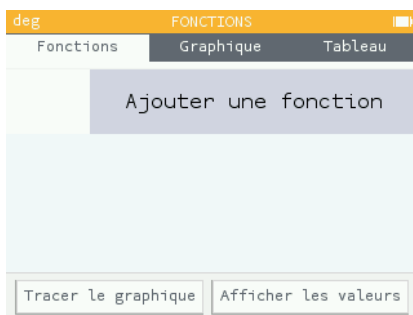 deg FONCTIONS
Fonctions Graphique Tableau
Ajouter une fonction
Tracer le graphique Afficher les valeurs